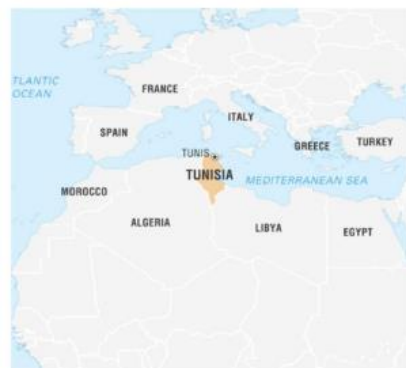 TLANTIC
OCEAN
FRANCE
ITALY
SPAIN
GREECE
TURKEY
TUNIS
TUNISIA
MEDITERRANEAN SEA
MOROCCO
ALGERIA
LIBYA
EGYPT